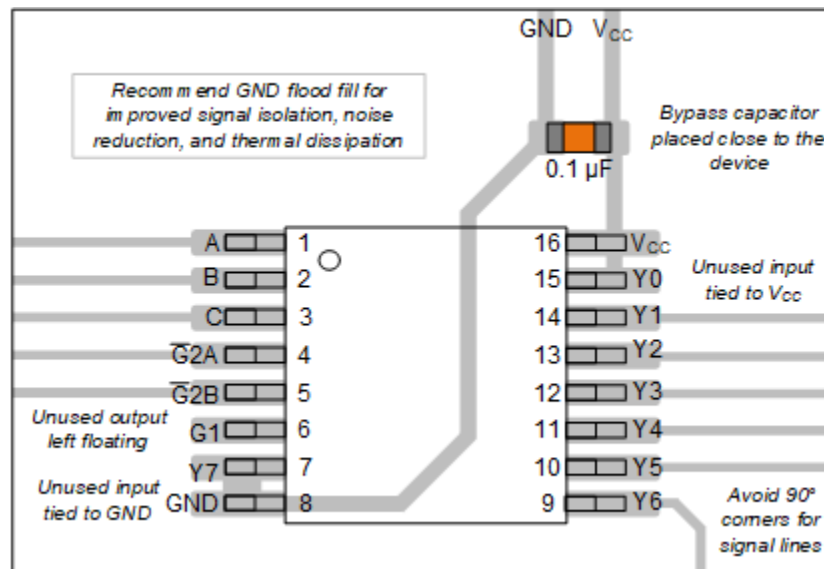 GND VCC
Recommend GND flood fill for
improved signal isolation, noise
reduction, and thermal dissipation
Bypass capacitor
placed close to the
device
0.1 µF
A 1 16 VCC
B 2 15 Y0
Unused input
tied to VCC
C 3 14 Y1
G̅2A 4 13 Y2
G̅2B 5 12 Y3
Unused output
left floating
G1 6 11 Y4
Y7 7 10 Y5
Unused input
tied to GND
GND 8 9 Y6
Avoid 90°
corners for
signal lines